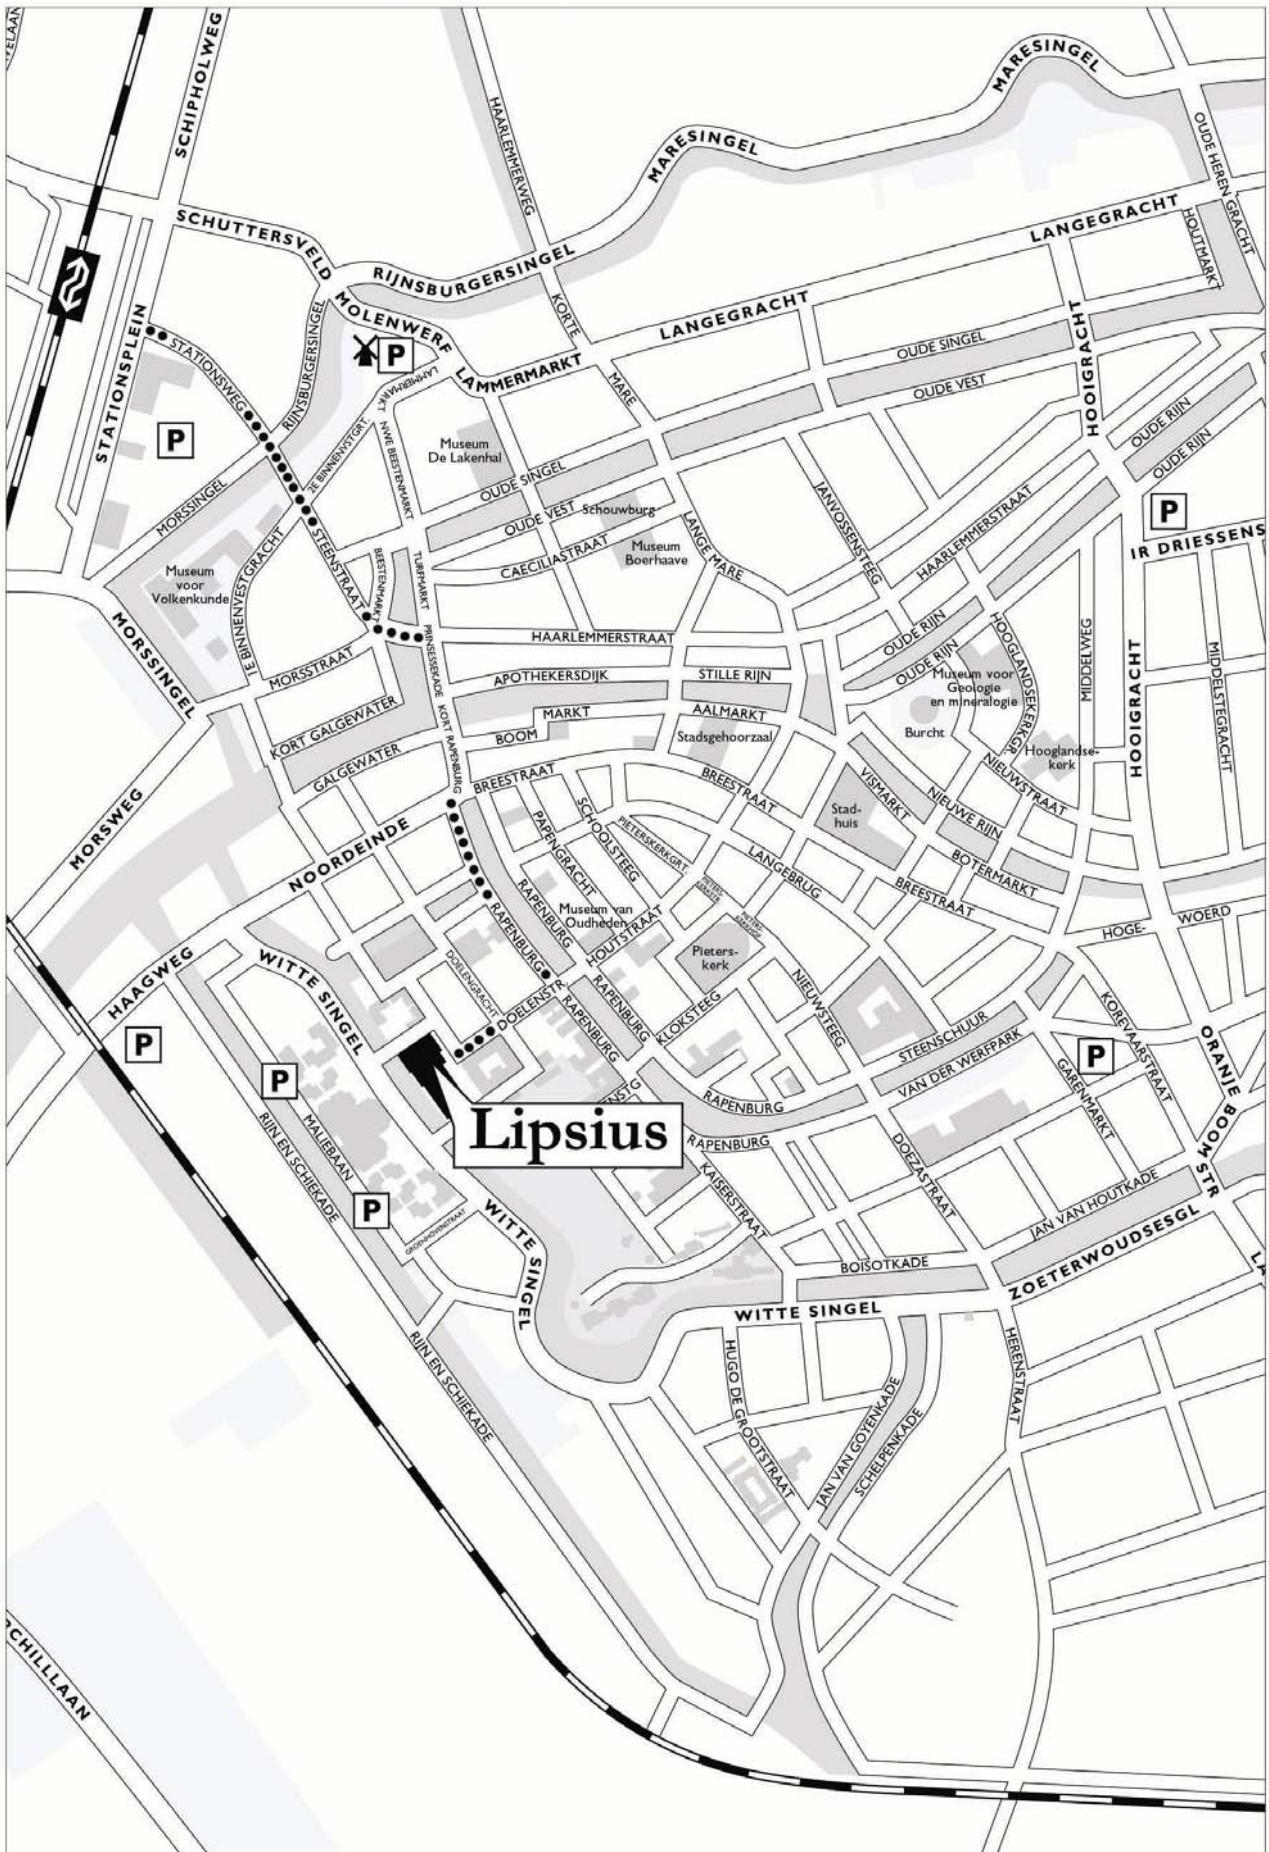 SCHIPHOLWEG
HAARLEMMERWEG
MARESINGEL
MARESINGEL
OUDE HEREN GRACHT
SCHUTTERSVELD
RIJNSBURGERSINGEL
LANGEGRACHT
HOUTMARKT
STATIONSPLEIN
STATIONSWEG
RIJNSBURGERSINGEL
MOLENWERF
P
LAMMERMARKT
LAMMERMARKT
KORTE
MARE
LANGEGRACHT
HOOIGRACHT
OUDE SINGEL
OUDE VEST
P
MORSSINGEL
2E BINNENVSTGRT.
NWE BEESTENMARKT
Museum
De Lakenhal
OUDE SINGEL
OUDE VEST
Schouwburg
CAECILIASTRAAT
Museum
Boerhaave
LANGE MARE
JANVOSSENSTEEG
HAARLEMMERSTRAAT
OUDE RIJN
OUDE RIJN
P
IR DRIESSENS
Museum
voor
Volkenkunde
STEENSTRAAT
BEESTENMARKT
TURFMARKT
1E BINNENVESTGRACHT
MORSSINGEL
MORSSTRAAT
PRINSESSEKADE
HAARLEMMERSTRAAT
APOTHEKERSDIJK
STILLE RIJN
OUDE RIJN
OUDE RIJN
HOOGLANDSEKERKGR.
MIDDELWEG
HOOIGRACHT
MIDDELSTEGRACHT
Museum voor
Geologie
en mineralogie
Burcht
Hooglandse-
kerk
KORT GALGEWATER
GALGEWATER
KORT RAPENBURG
BOOM
MARKT
AALMARKT
Stadsgehoorzaal
BREESTRAAT
BREESTRAAT
VISMARKT
Stad-
huis
NIEUWE RIJN
NIEUWSTRAAT
BOTERMARKT
MORSWEG
NOORDEINDE
PAPENGRACHT
SCHOOLSTEEG
PIETERSKERKGRT.
LANGEBRUG
BREESTRAAT
HOGE-
WOERD
RAPENBURG
RAPENBURG
Museum van
Oudheden
HOUTSTRAAT
Pieters-
kerk
NIEUWSTEEG
HAAGWEG
WITTE SINGEL
DOELENGRACHT
DOELENSTR.
RAPENBURG
RAPENBURG
KLOKSTEEG
STEENSCHUUR
VAN DER WERFPARK
KOREVAARSTRAAT
GARENMARKT
ORANJE BOOM STR
P
P
P
MALIEBAAN
RIJN EN SCHIEKADE
Lipsius
RAPENBURG
RAPENBURG
DOEZASTRAAT
KAISERSTRAAT
JAN VAN HOUTKADE
ZOETERWOUDSESGL
P
GROENHOVENSTRAAT
WITTE SINGEL
BOISOTKADE
WITTE SINGEL
RIJN EN SCHIEKADE
HUGO DE GROOTSTRAAT
JAN VAN GOYENKADE
SCHELPENKADE
HERENSTRAAT